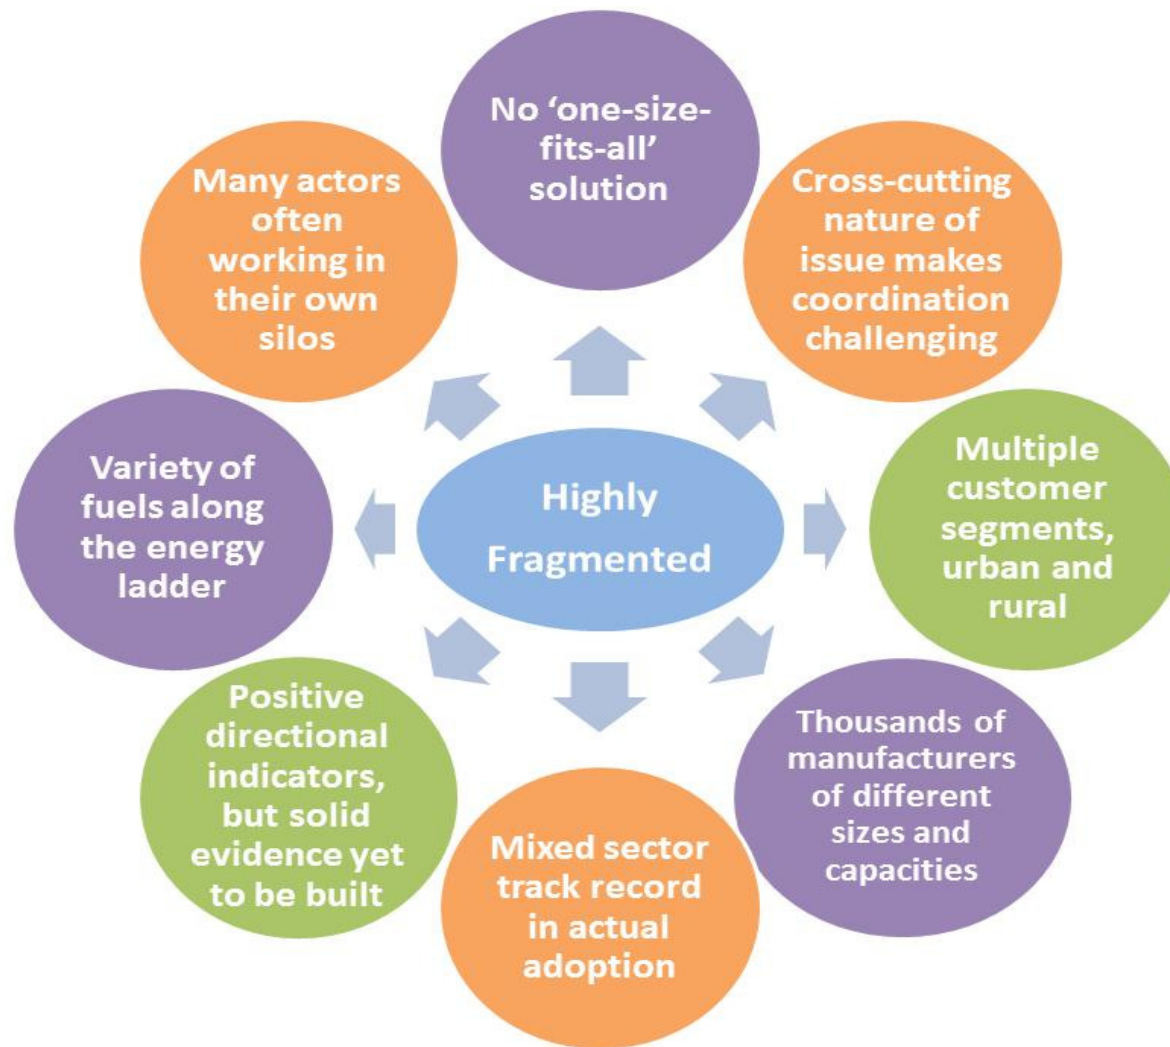 No ‘one-size-
fits-all’
solution
Many actors
often
working in
their own
silos
Cross-cutting
nature of
issue makes
coordination
challenging
Variety of
fuels along
the energy
ladder
Highly
Fragmented
Multiple
customer
segments,
urban and
rural
Positive
directional
indicators,
but solid
evidence yet
to be built
Thousands of
manufacturers
of different
sizes and
capacities
Mixed sector
track record
in actual
adoption